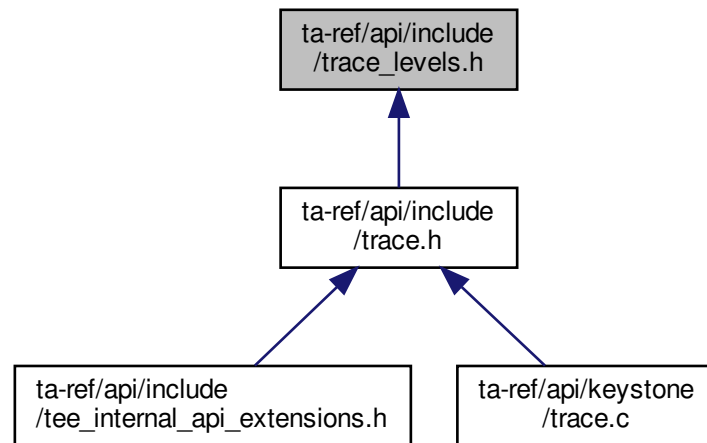 ta-ref/api/include
/trace_levels.h
ta-ref/api/include
/trace.h
ta-ref/api/include
/tee_internal_api_extensions.h
ta-ref/api/keystone
/trace.c